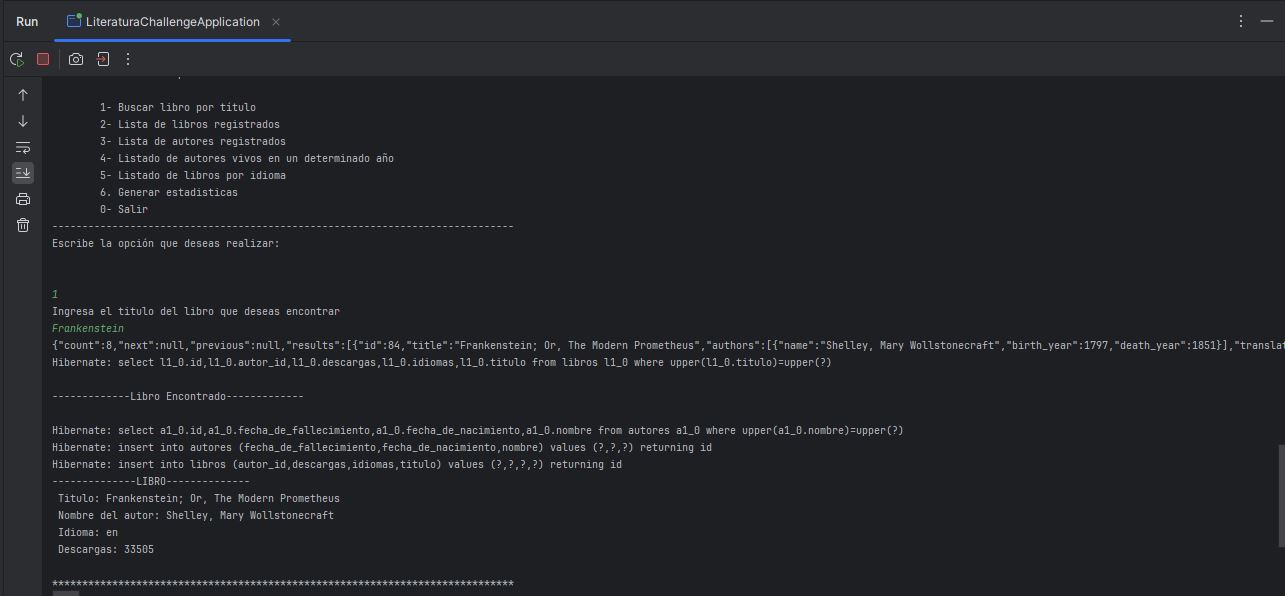 Run LiteraturaChallengeApplication
1- Buscar libro por titulo
2- Lista de libros registrados
3- Lista de autores registrados
4- Listado de autores vivos en un determinado año
5- Listado de libros por idioma
6. Generar estadisticas
0- Salir
-----------------------------------------------------------------------------
Escribe la opción que deseas realizar:
1
Ingresa el titulo del libro que deseas encontrar
Frankenstein
{"count":8,"next":null,"previous":null,"results":[{"id":84,"title":"Frankenstein; Or, The Modern Prometheus","authors":[{"name":"Shelley, Mary Wollstonecraft","birth_year":1797,"death_year":1851}],"translat
Hibernate: select l1_0.id,l1_0.autor_id,l1_0.descargas,l1_0.idiomas,l1_0.titulo from libros l1_0 where upper(l1_0.titulo)=upper(?)
-------------Libro Encontrado-------------
Hibernate: select a1_0.id,a1_0.fecha_de_fallecimiento,a1_0.fecha_de_nacimiento,a1_0.nombre from autores a1_0 where upper(a1_0.nombre)=upper(?)
Hibernate: insert into autores (fecha_de_fallecimiento,fecha_de_nacimiento,nombre) values (?,?,?) returning id
Hibernate: insert into libros (autor_id,descargas,idiomas,titulo) values (?,?,?,?) returning id
--------------LIBRO--------------
Titulo: Frankenstein; Or, The Modern Prometheus
Nombre del autor: Shelley, Mary Wollstonecraft
Idioma: en
Descargas: 33505
*****************************************************************************